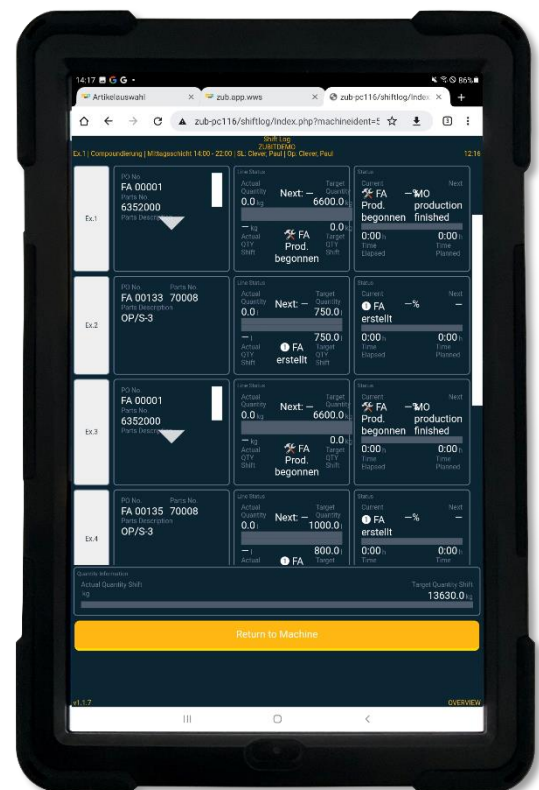 14:17 G G •
86%
Artikelauswahl × zub.app.wws × zub-pc116/shiftlog/index × +
zub-pc116/shiftlog/index.php?machineident=5
Shift Log
ZUBITDEMO
Ex.1 | Compoundierung | Mittagsschicht 14:00 - 22:00 | SL: Clever, Paul | Op: Clever, Paul 12:16
Ex.1
PO No.
FA 00001
Parts No.
6352000
Parts Description
Line Status
Actual Quantity Next: – Target Quantity
0.0 kg 6600.0 kg
– kg 0.0 kg
Actual QTY Shift FA Prod. begonnen Target QTY Shift
Status
Current Next
FA Prod. begonnen –% MO production finished
0:00 h 0:00 h
Time Elapsed Time Planned
Ex.2
PO No. Parts No.
FA 00133 70008
Parts Description
OP/S-3
Line Status
Actual Quantity Next: – Target Quantity
0.0 l 750.0 l
– l 750.0 l
Actual QTY Shift FA erstellt Target QTY Shift
Status
Current Next
FA erstellt –% –
0:00 h 0:00 h
Time Elapsed Time Planned
Ex.3
PO No.
FA 00001
Parts No.
6352000
Parts Descrip
Line Status
Actual Quantity Next: – Target Quantity
0.0 kg 6600.0 kg
– kg 0.0 kg
Actual QTY Shift FA Prod. begonnen Target QTY Shift
Status
Current Next
FA Prod. begonnen –% MO production finished
0:00 h 0:00 h
Time Elapsed Time Planned
Ex.4
PO No. Parts No.
FA 00135 70008
Parts Description
OP/S-3
Line Status
Actual Quantity Next: – Target Quantity
0.0 l 1000.0 l
– l 800.0 l
Actual FA Target
Status
Current Next
FA erstellt –% –
0:00 h 0:00 h
Time Time
Quantity Information
Actual Quantity Shift Target Quantity Shift
kg 13630.0 kg
Return to Machine
v1.1.7 OVERVIEW